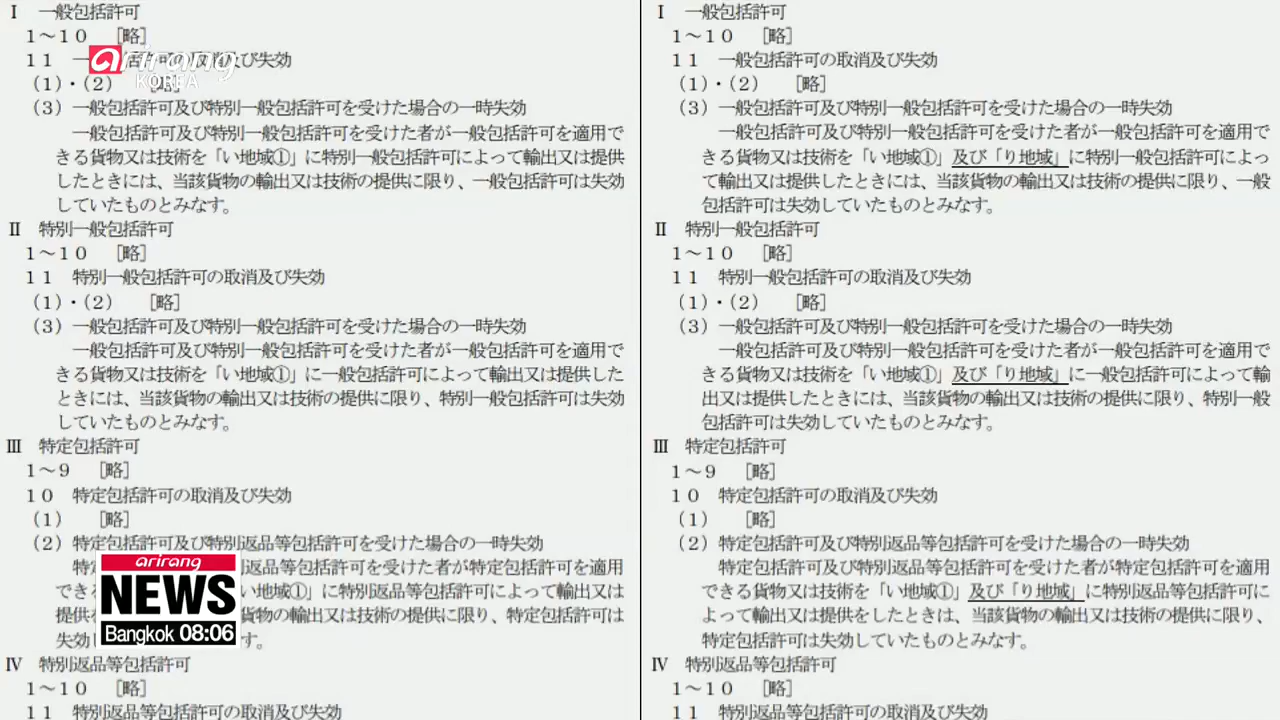 Ⅰ 一般包括許可
1~10 [略]
11 一般包括許可の取消及び失効
(1)・(2) [略]
(3)一般包括許可及び特別一般包括許可を受けた場合の一時失効
一般包括許可及び特別一般包括許可を受けた者が一般包括許可を適用で
きる貨物又は技術を「い地域①」に特別一般包括許可によって輸出又は提供
したときには、当該貨物の輸出又は技術の提供に限り、一般包括許可は失効
していたものとみなす。
Ⅱ 特別一般包括許可
1~10 [略]
11 特別一般包括許可の取消及び失効
(1)・(2) [略]
(3)一般包括許可及び特別一般包括許可を受けた場合の一時失効
一般包括許可及び特別一般包括許可を受けた者が一般包括許可を適用で
きる貨物又は技術を「い地域①」に一般包括許可によって輸出又は提供した
ときには、当該貨物の輸出又は技術の提供に限り、特別一般包括許可は失効
していたものとみなす。
Ⅲ 特定包括許可
1~9 [略]
10 特定包括許可の取消及び失効
(1) [略]
(2)特定包括許可及び特別返品等包括許可を受けた場合の一時失効
特定 返品等包括許可を受けた者が特定包括許可を適用
でき い地域①」に特別返品等包括許可によって輸出又は
提供 貨物の輸出又は技術の提供に限り、特定包括許可は
失効 す。
Ⅳ 特別返品等包括許可
1~10 [略]
11 特別返品等包括許可の取消及び失効
Ⅰ 一般包括許可
1~10 [略]
11 一般包括許可の取消及び失効
(1)・(2) [略]
(3)一般包括許可及び特別一般包括許可を受けた場合の一時失効
一般包括許可及び特別一般包括許可を受けた者が一般包括許可を適用で
きる貨物又は技術を「い地域①」及び「り地域」に特別一般包括許可によっ
て輸出又は提供したときには、当該貨物の輸出又は技術の提供に限り、一般
包括許可は失効していたものとみなす。
Ⅱ 特別一般包括許可
1~10 [略]
11 特別一般包括許可の取消及び失効
(1)・(2) [略]
(3)一般包括許可及び特別一般包括許可を受けた場合の一時失効
一般包括許可及び特別一般包括許可を受けた者が一般包括許可を適用で
きる貨物又は技術を「い地域①」及び「り地域」に一般包括許可によって輸
出又は提供したときには、当該貨物の輸出又は技術の提供に限り、特別一般
包括許可は失効していたものとみなす。
Ⅲ 特定包括許可
1~9 [略]
10 特定包括許可の取消及び失効
(1) [略]
(2)特定包括許可及び特別返品等包括許可を受けた場合の一時失効
特定包括許可及び特別返品等包括許可を受けた者が特定包括許可を適用
できる貨物又は技術を「い地域①」及び「り地域」に特別返品等包括許可に
よって輸出又は提供をしたときは、当該貨物の輸出又は技術の提供に限り、
特定包括許可は失効していたものとみなす。
Ⅳ 特別返品等包括許可
1~10 [略]
11 特別返品等包括許可の取消及び失効
arirang
KOREA
arirang
NEWS
Bangkok 08:06